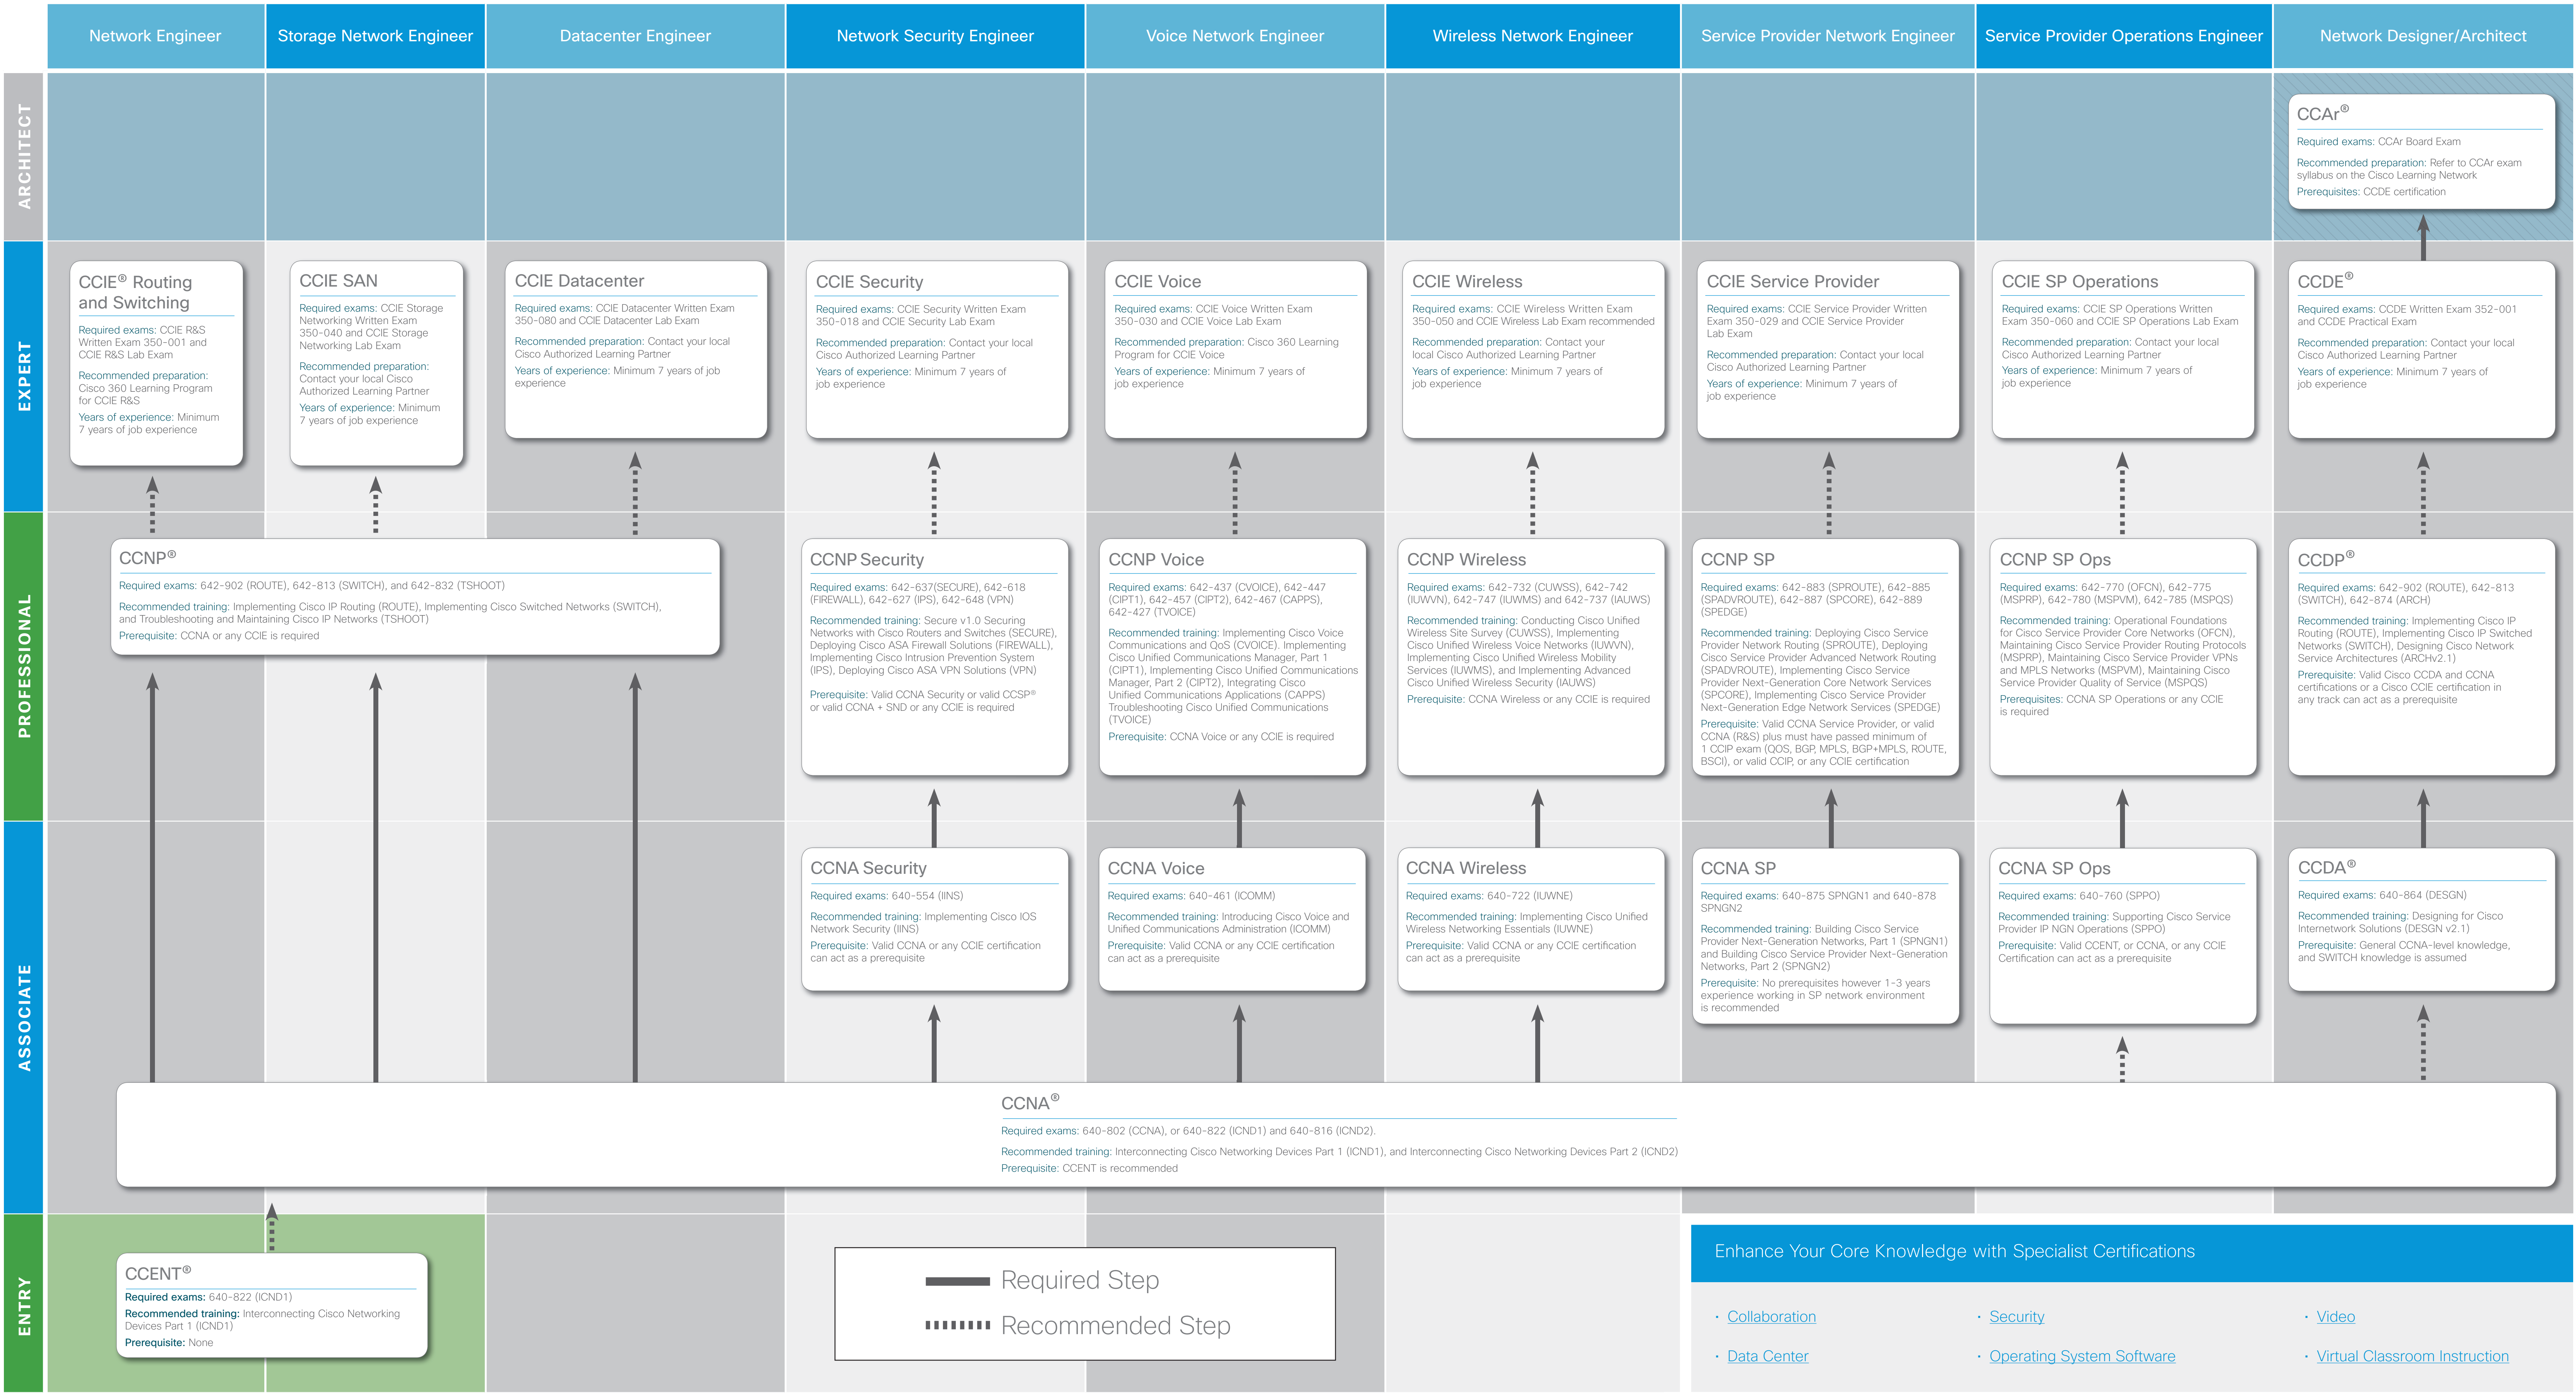 Network Engineer
Storage Network Engineer
Datacenter Engineer
Network Security Engineer
Voice Network Engineer
Wireless Network Engineer
Service Provider Network Engineer
Service Provider Operations Engineer
Network Designer/Architect
ARCHITECT
CCAr®
Required exams: CCAr Board Exam
Recommended preparation: Refer to CCAr exam
syllabus on the Cisco Learning Network
Prerequisites: CCDE certification
EXPERT
CCIE® Routing
and Switching
Required exams: CCIE R&S
Written Exam 350-001 and
CCIE R&S Lab Exam
Recommended preparation:
Cisco 360 Learning Program
for CCIE R&S
Years of experience: Minimum
7 years of job experience
CCIE SAN
Required exams: CCIE Storage
Networking Written Exam
350-040 and CCIE Storage
Networking Lab Exam
Recommended preparation:
Contact your local Cisco
Authorized Learning Partner
Years of experience: Minimum
7 years of job experience
CCIE Datacenter
Required exams: CCIE Datacenter Written Exam
350-080 and CCIE Datacenter Lab Exam
Recommended preparation: Contact your local
Cisco Authorized Learning Partner
Years of experience: Minimum 7 years of job
experience
CCIE Security
Required exams: CCIE Security Written Exam
350-018 and CCIE Security Lab Exam
Recommended preparation: Contact your local
Cisco Authorized Learning Partner
Years of experience: Minimum 7 years of
job experience
CCIE Voice
Required exams: CCIE Voice Written Exam
350-030 and CCIE Voice Lab Exam
Recommended preparation: Cisco 360 Learning
Program for CCIE Voice
Years of experience: Minimum 7 years of
job experience
CCIE Wireless
Required exams: CCIE Wireless Written Exam
350-050 and CCIE Wireless Lab Exam recommended
Recommended preparation: Contact your
local Cisco Authorized Learning Partner
Years of experience: Minimum 7 years of
job experience
CCIE Service Provider
Required exams: CCIE Service Provider Written
Exam 350-029 and CCIE Service Provider
Lab Exam
Recommended preparation: Contact your local
Cisco Authorized Learning Partner
Years of experience: Minimum 7 years of
job experience
CCIE SP Operations
Required exams: CCIE SP Operations Written
Exam 350-060 and CCIE SP Operations Lab Exam
Recommended preparation: Contact your local
Cisco Authorized Learning Partner
Years of experience: Minimum 7 years of
job experience
CCDE®
Required exams: CCDE Written Exam 352-001
and CCDE Practical Exam
Recommended preparation: Contact your local
Cisco Authorized Learning Partner
Years of experience: Minimum 7 years of
job experience
PROFESSIONAL
CCNP®
Required exams: 642-902 (ROUTE), 642-813 (SWITCH), and 642-832 (TSHOOT)
Recommended training: Implementing Cisco IP Routing (ROUTE), Implementing Cisco Switched Networks (SWITCH),
and Troubleshooting and Maintaining Cisco IP Networks (TSHOOT)
Prerequisite: CCNA or any CCIE is required
CCNP Security
Required exams: 642-637(SECURE), 642-618
(FIREWALL), 642-627 (IPS), 642-648 (VPN)
Recommended training: Secure v1.0 Securing
Networks with Cisco Routers and Switches (SECURE),
Deploying Cisco ASA Firewall Solutions (FIREWALL),
Implementing Cisco Intrusion Prevention System
(IPS), Deploying Cisco ASA VPN Solutions (VPN)
Prerequisite: Valid CCNA Security or valid CCSP®
or valid CCNA + SND or any CCIE is required
CCNP Voice
Required exams: 642-437 (CVOICE), 642-447
(CIPT1), 642-457 (CIPT2), 642-467 (CAPPS),
642-427 (TVOICE)
Recommended training: Implementing Cisco Voice
Communications and QoS (CVOICE). Implementing
Cisco Unified Communications Manager, Part 1
(CIPT1), Implementing Cisco Unified Communications
Manager, Part 2 (CIPT2), Integrating Cisco
Unified Communications Applications (CAPPS)
Troubleshooting Cisco Unified Communications
(TVOICE)
Prerequisite: CCNA Voice or any CCIE is required
CCNP Wireless
Required exams: 642-732 (CUWSS), 642-742
(IUWVN), 642-747 (IUWMS) and 642-737 (IAUWS)
Recommended training: Conducting Cisco Unified
Wireless Site Survey (CUWSS), Implementing
Cisco Unified Wireless Voice Networks (IUWVN),
Implementing Cisco Unified Wireless Mobility
Services (IUWMS), and Implementing Advanced
Cisco Unified Wireless Security (IAUWS)
Prerequisite: CCNA Wireless or any CCIE is required
CCNP SP
Required exams: 642-883 (SPROUTE), 642-885
(SPADVROUTE), 642-887 (SPCORE), 642-889
(SPEDGE)
Recommended training: Deploying Cisco Service
Provider Network Routing (SPROUTE), Deploying
Cisco Service Provider Advanced Network Routing
(SPADVROUTE), Implementing Cisco Service
Provider Next-Generation Core Network Services
(SPCORE), Implementing Cisco Service Provider
Next-Generation Edge Network Services (SPEDGE)
Prerequisite: Valid CCNA Service Provider, or valid
CCNA (R&S) plus must have passed minimum of
1 CCIP exam (QOS, BGP, MPLS, BGP+MPLS, ROUTE,
BSCI), or valid CCIP, or any CCIE certification
CCNP SP Ops
Required exams: 642-770 (OFCN), 642-775
(MSPRP), 642-780 (MSPVM), 642-785 (MSPQS)
Recommended training: Operational Foundations
for Cisco Service Provider Core Networks (OFCN),
Maintaining Cisco Service Provider Routing Protocols
(MSPRP), Maintaining Cisco Service Provider VPNs
and MPLS Networks (MSPVM), Maintaining Cisco
Service Provider Quality of Service (MSPQS)
Prerequisites: CCNA SP Operations or any CCIE
is required
CCDP®
Required exams: 642-902 (ROUTE), 642-813
(SWITCH), 642-874 (ARCH)
Recommended training: Implementing Cisco IP
Routing (ROUTE), Implementing Cisco IP Switched
Networks (SWITCH), Designing Cisco Network
Service Architectures (ARCHv2.1)
Prerequisite: Valid Cisco CCDA and CCNA
certifications or a Cisco CCIE certification in
any track can act as a prerequisite
ASSOCIATE
CCNA Security
Required exams: 640-554 (IINS)
Recommended training: Implementing Cisco IOS
Network Security (IINS)
Prerequisite: Valid CCNA or any CCIE certification
can act as a prerequisite
CCNA Voice
Required exams: 640-461 (ICOMM)
Recommended training: Introducing Cisco Voice and
Unified Communications Administration (ICOMM)
Prerequisite: Valid CCNA or any CCIE certification
can act as a prerequisite
CCNA Wireless
Required exams: 640-722 (IUWNE)
Recommended training: Implementing Cisco Unified
Wireless Networking Essentials (IUWNE)
Prerequisite: Valid CCNA or any CCIE certification
can act as a prerequisite
CCNA SP
Required exams: 640-875 SPNGN1 and 640-878
SPNGN2
Recommended training: Building Cisco Service
Provider Next-Generation Networks, Part 1 (SPNGN1)
and Building Cisco Service Provider Next-Generation
Networks, Part 2 (SPNGN2)
Prerequisite: No prerequisites however 1-3 years
experience working in SP network environment
is recommended
CCNA SP Ops
Required exams: 640-760 (SPPO)
Recommended training: Supporting Cisco Service
Provider IP NGN Operations (SPPO)
Prerequisite: Valid CCENT, or CCNA, or any CCIE
Certification can act as a prerequisite
CCDA®
Required exams: 640-864 (DESGN)
Recommended training: Designing for Cisco
Internetwork Solutions (DESGN v2.1)
Prerequisite: General CCNA-level knowledge,
and SWITCH knowledge is assumed
CCNA®
Required exams: 640-802 (CCNA), or 640-822 (ICND1) and 640-816 (ICND2).
Recommended training: Interconnecting Cisco Networking Devices Part 1 (ICND1), and Interconnecting Cisco Networking Devices Part 2 (ICND2)
Prerequisite: CCENT is recommended
ENTRY
CCENT®
Required exams: 640-822 (ICND1)
Recommended training: Interconnecting Cisco Networking
Devices Part 1 (ICND1)
Prerequisite: None
Required Step
Recommended Step
Enhance Your Core Knowledge with Specialist Certifications
• Collaboration
• Security
• Video
• Data Center
• Operating System Software
• Virtual Classroom Instruction